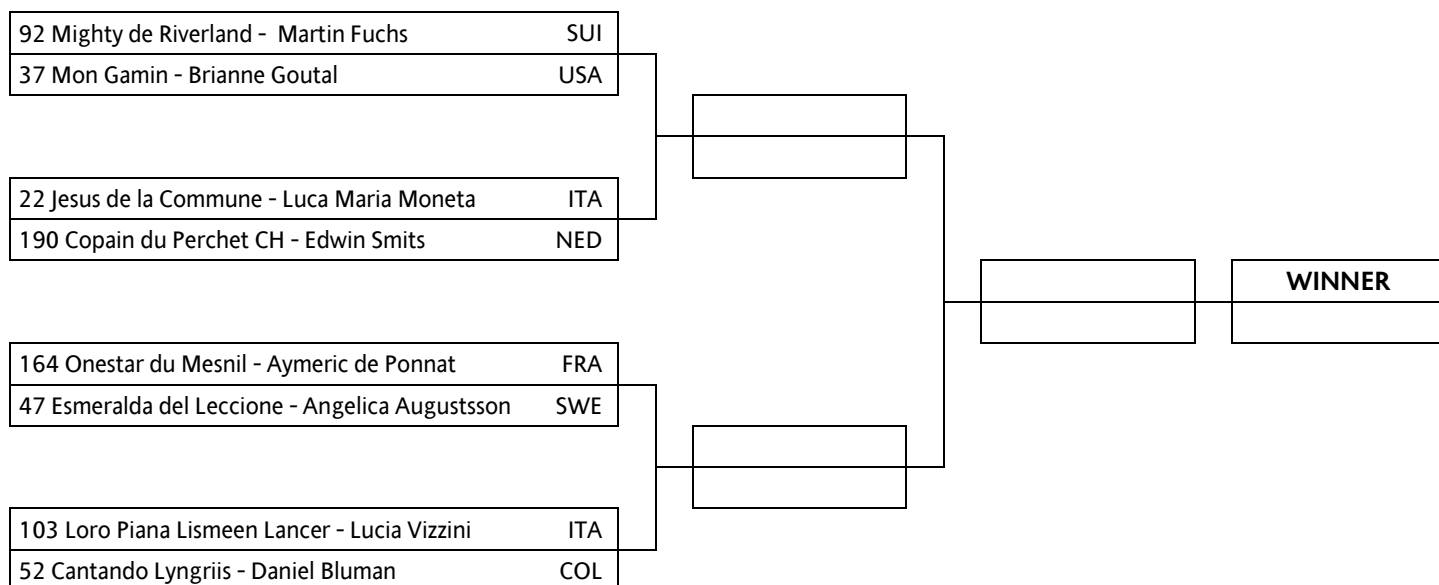 92 Mighty de Riverland - Martin Fuchs SUI
37 Mon Gamin - Brianne Goutal USA
22 Jesus de la Commune - Luca Maria Moneta ITA
190 Copain du Perchet CH - Edwin Smits NED
WINNER
164 Onestar du Mesnil - Aymeric de Ponnat FRA
47 Esmeralda del Leccione - Angelica Augustsson SWE
103 Loro Piana Lismeen Lancer - Lucia Vizzini ITA
52 Cantando Lyngriis - Daniel Bluman COL